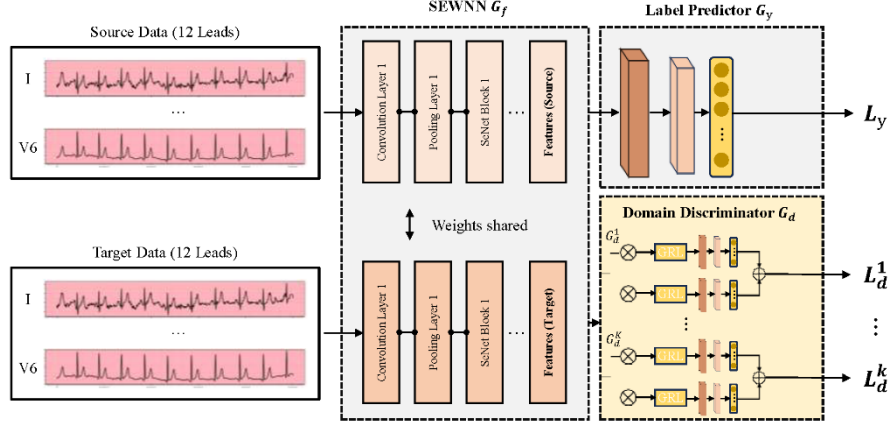 Source Data (12 Leads)
I
...
V6
Target Data (12 Leads)
I
...
V6
SEWNN G_f
Convolution Layer 1
Pooling Layer 1
SeNet Block 1
...
Features (Source)
Weights shared
Convolution Layer 1
Pooling Layer 1
SeNet Block 1
...
Features (Target)
Label Predictor G_y
L_y
Domain Discriminator G_d
G_d^1
GRL
GRL
G_d^K
GRL
GRL
L_d^1
L_d^k